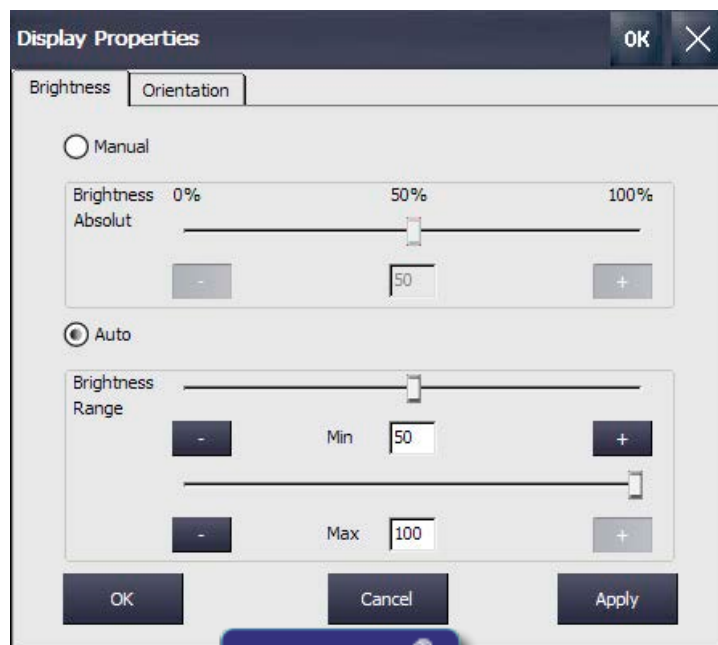 Display Properties OK
Brightness Orientation
Manual
Brightness 0% 50% 100%
Absolut
- 50 +
Auto
Brightness
Range
- Min 50 +
- Max 100 +
OK Cancel Apply